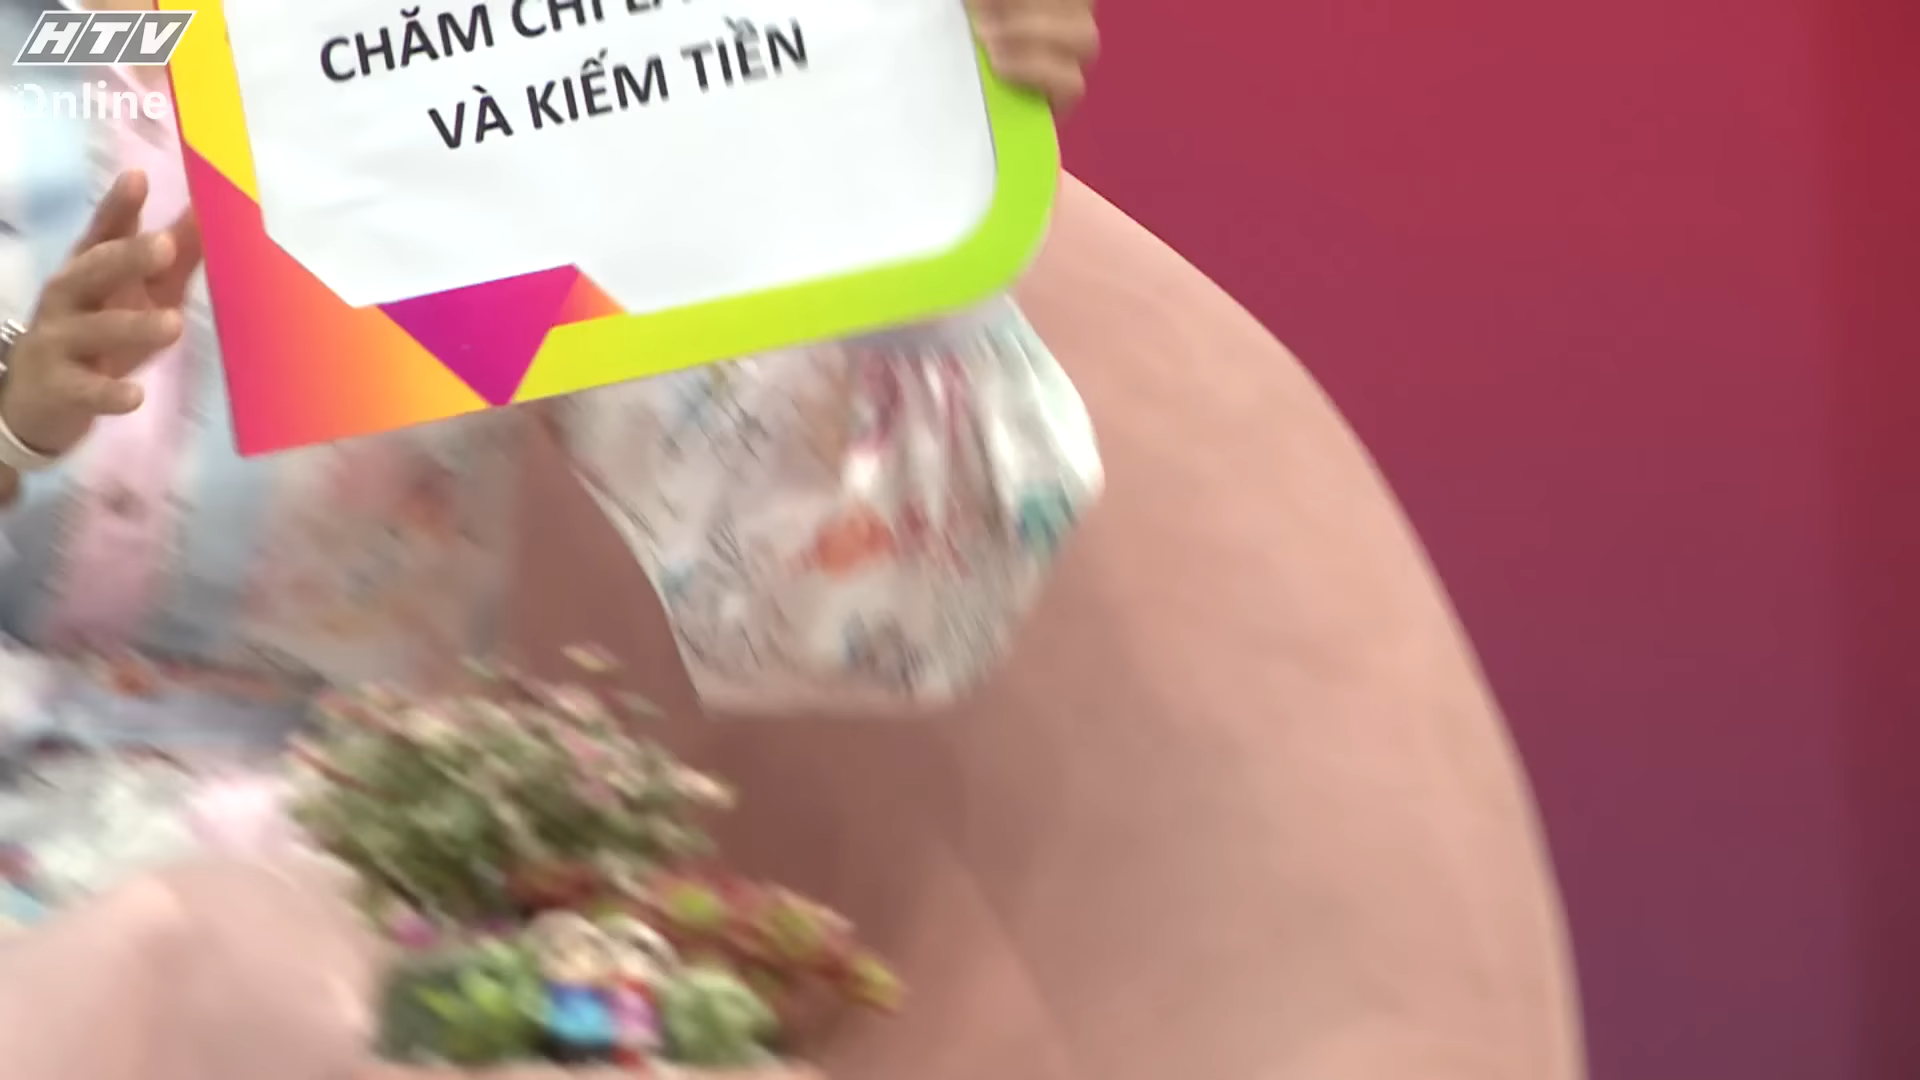 HTV
Online
CHĂM CHỈ
VÀ KIẾM TIỀN